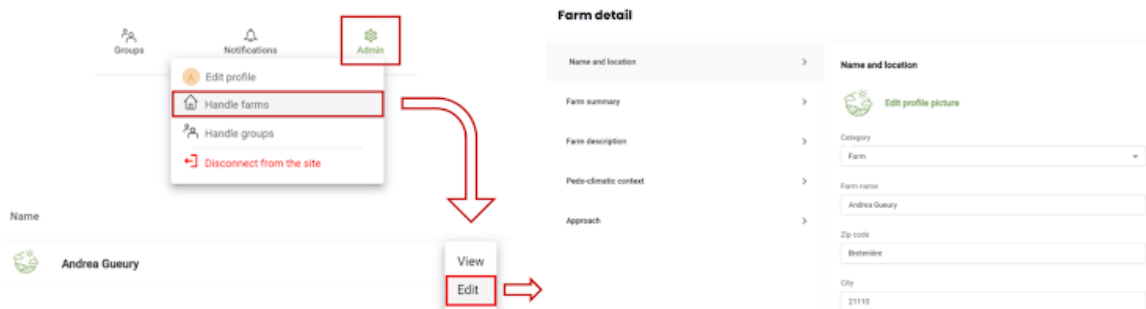 Groups
Notifications
Admin
Edit profile
Handle farms
Handle groups
Disconnect from the site
Name
Andrea Gueury
View
Edit
Farm detail
Name and location
Farm summary
Farm description
Pedo-climatic context
Approach
Name and location
Edit profile picture
Category
Farm
Farm name
Andrea Gueury
Zip code
Bretenière
City
21110